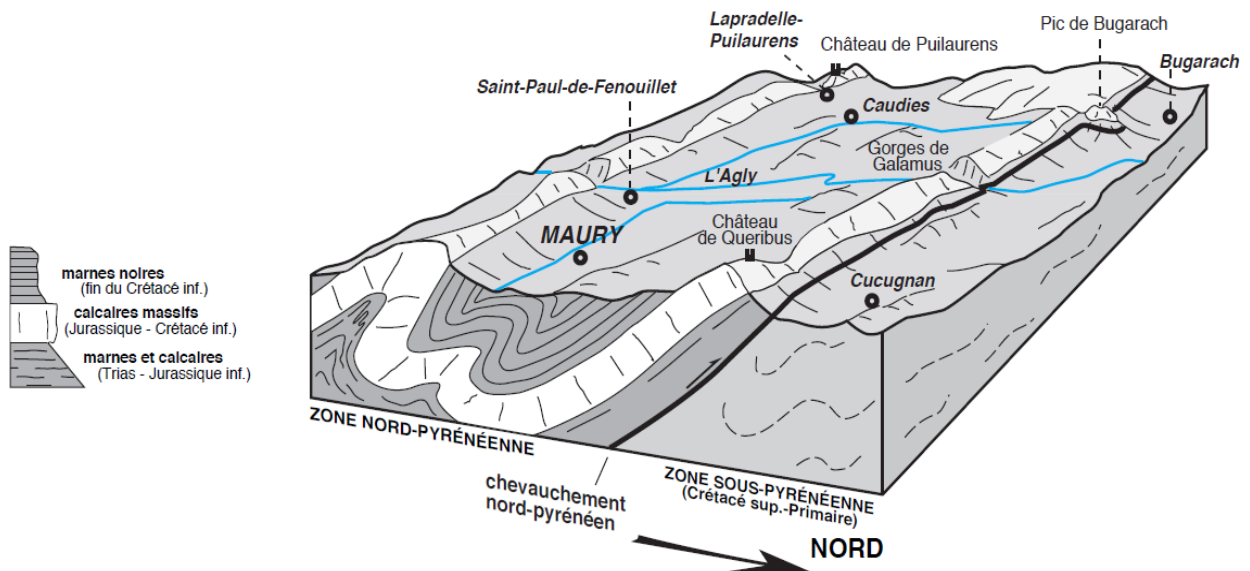 Lapradelle-
Puilaurens
Château de Puilaurens
Pic de Bugarach
Bugarach
Saint-Paul-de-Fenouillet
Caudies
Gorges de
Galamus
L'Agly
MAURY
Château
de Queribus
Cucugnan
marnes noires
(fin du Crétacé inf.)
calcaires massifs
(Jurassique - Crétacé inf.)
marnes et calcaires
(Trias - Jurassique inf.)
ZONE NORD-PYRÉNÉENNE
chevauchement
nord-pyrénéen
ZONE SOUS-PYRÉNÉENNE
(Crétacé sup.-Primaire)
NORD